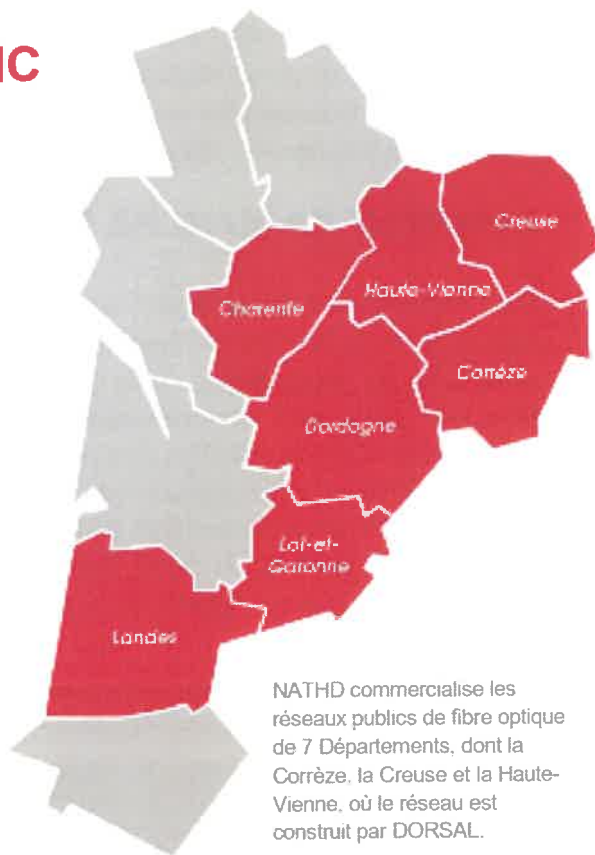 IC
Creuse
Haute-Vienne
Charente
Corrèze
Dordogne
Lot-et-
Garonne
Landes
NATHD commercialise les
réseaux publics de fibre optique
de 7 Départements, dont la
Corrèze, la Creuse et la Haute-
Vienne, où le réseau est
construit par DORSAL.